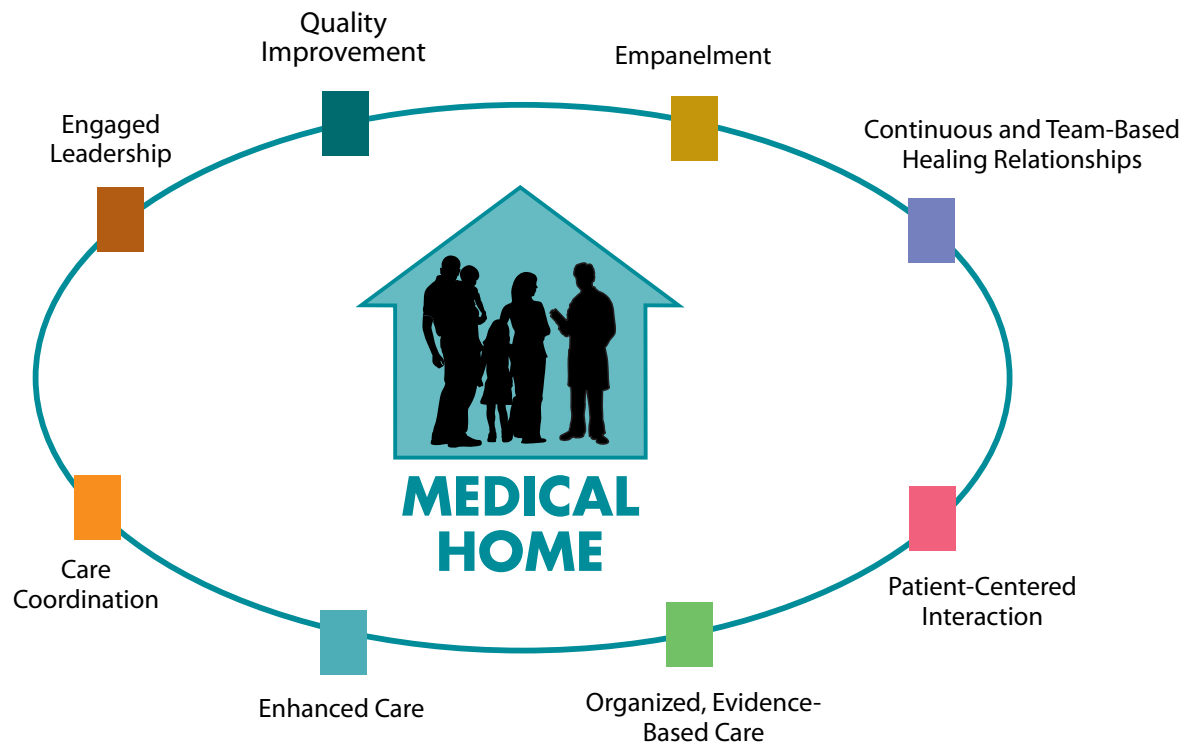 Quality
Improvement
Empanelment
Engaged
Leadership
Continuous and Team-Based
Healing Relationships
MEDICAL
HOME
Care
Coordination
Patient-Centered
Interaction
Enhanced Care
Organized, Evidence-
Based Care